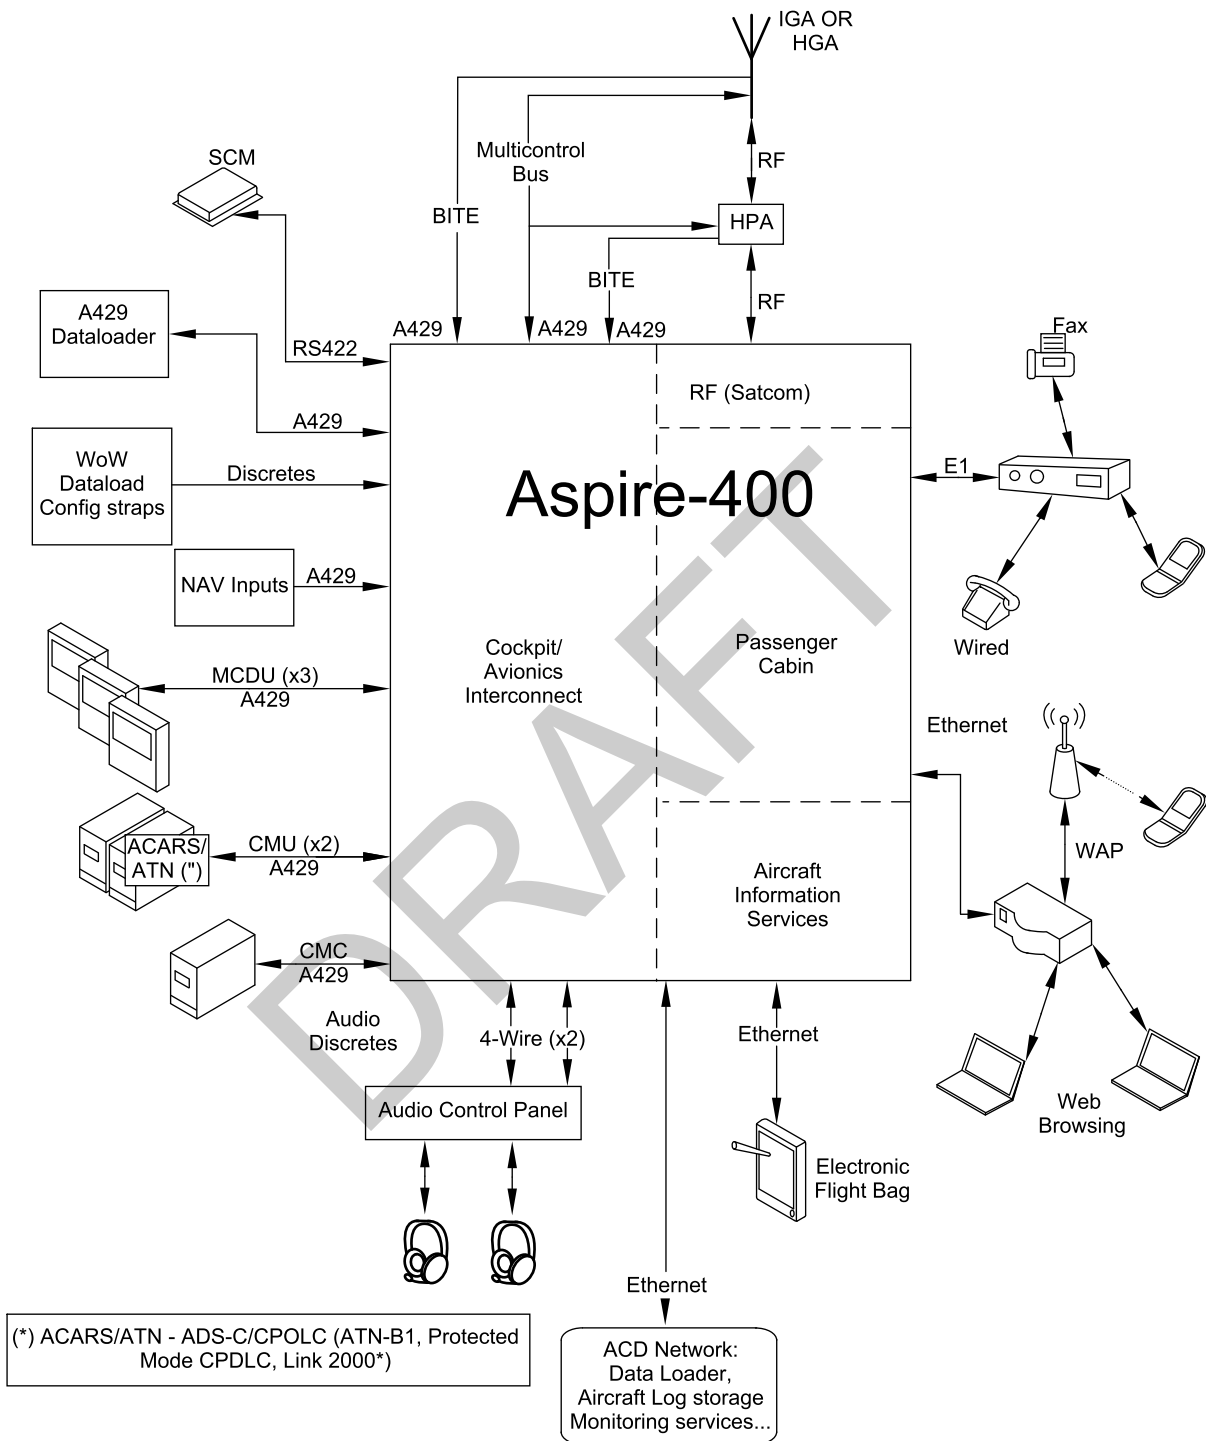 IGA OR
HGA
RF
Multicontrol
Bus
SCM
BITE
HPA
BITE
RF
A429
Dataloader
A429
A429
A429
RS422
Fax
RF (Satcom)
A429
WoW
Dataload
Config straps
Discretes
Aspire-400
E1
NAV Inputs
A429
Wired
Cockpit/
Avionics
Interconnect
Passenger
Cabin
MCDU (x3)
A429
Ethernet
ACARS/
ATN (")
CMU (x2)
A429
WAP
Aircraft
Information
Services
CMC
A429
Audio
Discretes
4-Wire (x2)
Ethernet
Audio Control Panel
Web
Browsing
Electronic
Flight Bag
Ethernet
(*) ACARS/ATN - ADS-C/CPOLC (ATN-B1, Protected
Mode CPDLC, Link 2000*)
ACD Network:
Data Loader,
Aircraft Log storage
Monitoring services...
DRAFT